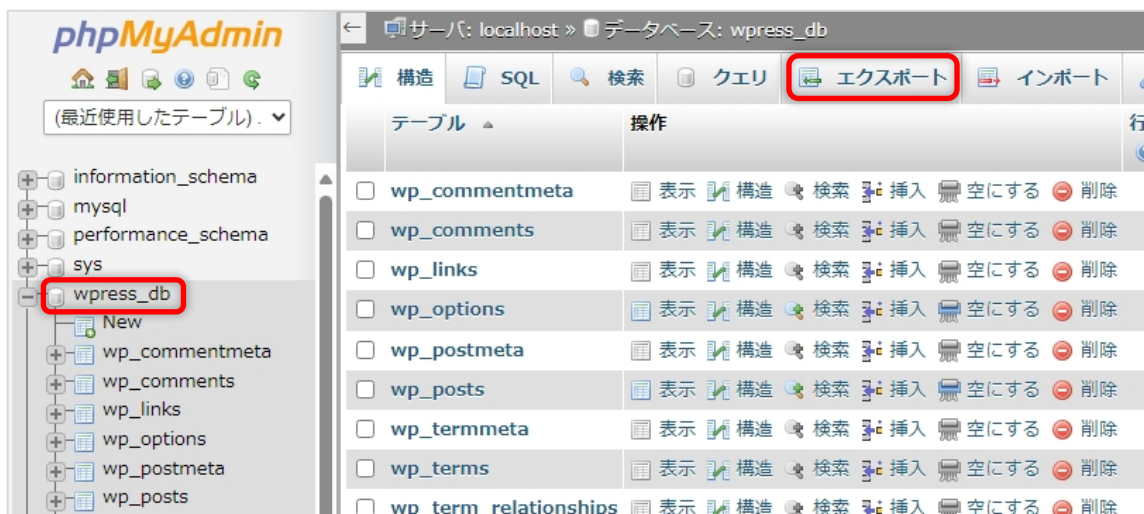 phpMyAdmin
(最近使用したテーブル) .
information_schema
mysql
performance_schema
sys
wpress_db
New
wp_commentmeta
wp_comments
wp_links
wp_options
wp_postmeta
wp_posts
← サーバ: localhost » データベース: wpress_db
構造 SQL 検索 クエリ エクスポート インポート
テーブル 操作 行
wp_commentmeta 表示 構造 検索 挿入 空にする 削除
wp_comments 表示 構造 検索 挿入 空にする 削除
wp_links 表示 構造 検索 挿入 空にする 削除
wp_options 表示 構造 検索 挿入 空にする 削除
wp_postmeta 表示 構造 検索 挿入 空にする 削除
wp_posts 表示 構造 検索 挿入 空にする 削除
wp_termmeta 表示 構造 検索 挿入 空にする 削除
wp_terms 表示 構造 検索 挿入 空にする 削除
wp_term_relationships 表示 構造 検索 挿入 空にする 削除